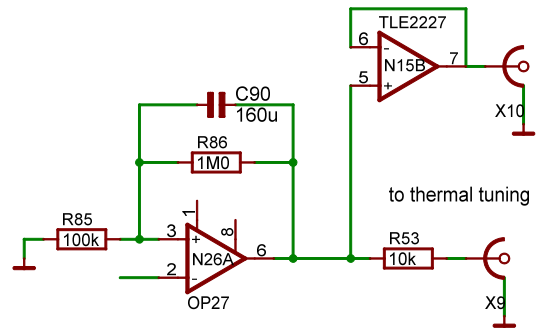 TLE2227
6
-
N15B
7
5
+
X10
C90
160u
R86
1M0
to thermal tuning
R85
100k
1
8
3
+
N26A
6
2
-
OP27
R53
10k
X9